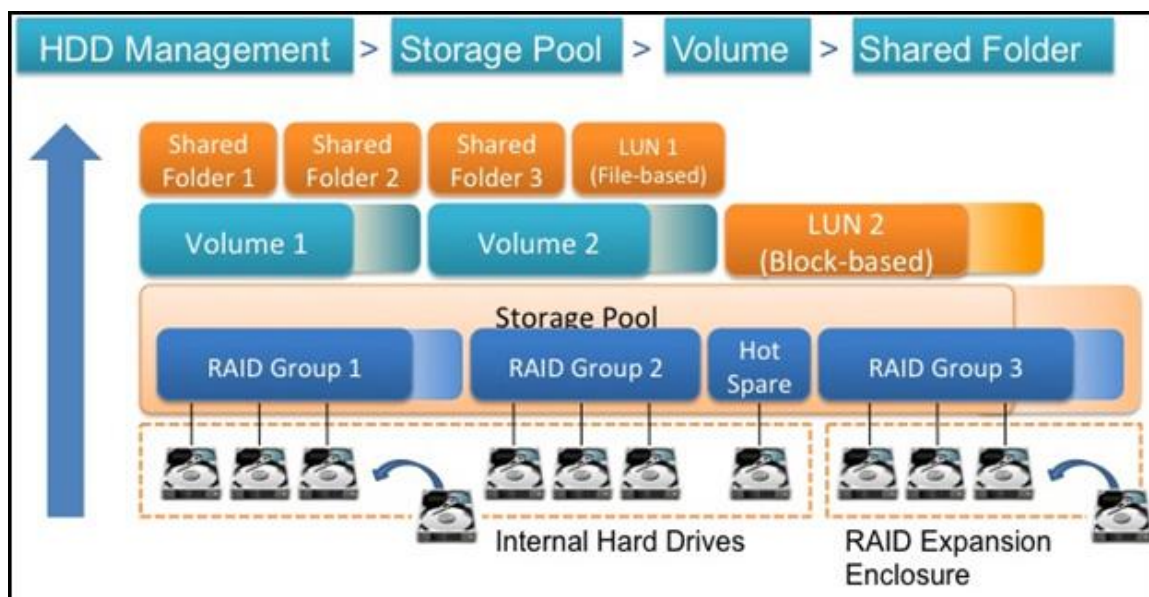 HDD Management > Storage Pool > Volume > Shared Folder
Shared
Folder 1
Shared
Folder 2
Shared
Folder 3
LUN 1
(File-based)
Volume 1
Volume 2
LUN 2
(Block-based)
Storage Pool
RAID Group 1
RAID Group 2
Hot
Spare
RAID Group 3
Internal Hard Drives
RAID Expansion
Enclosure